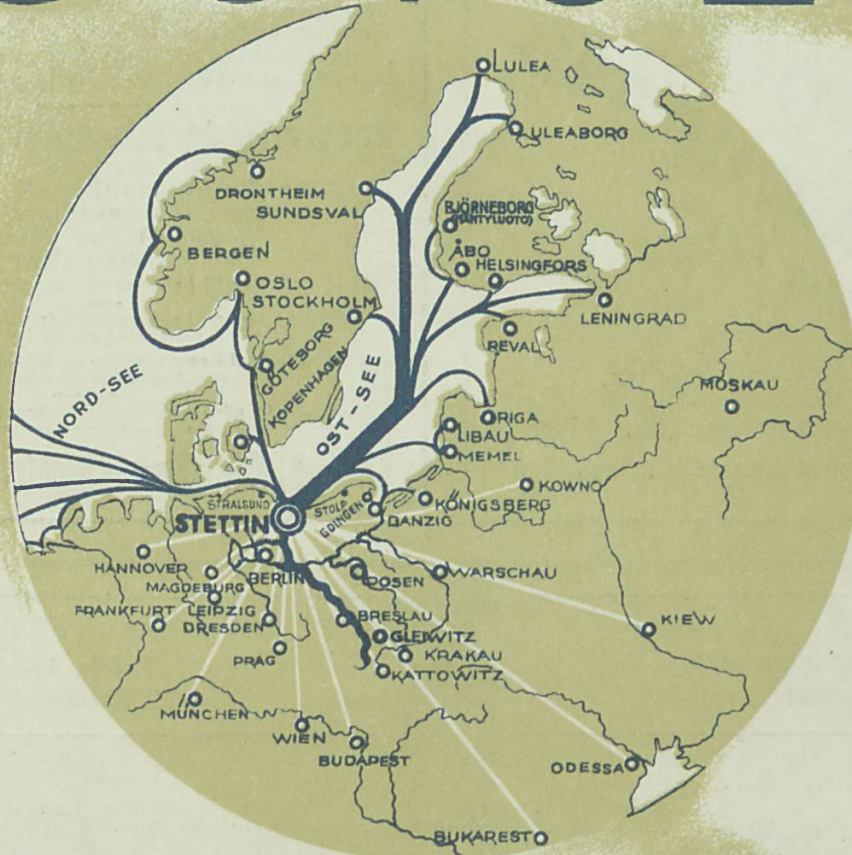 LULEA
ULEABORG
DRONTHEIM
SUNDSVAL
BJÖRNEBORG
(MÄNTYLUOTO)
BERGEN
ÅBO
HELSINGFORS
OSLO
STOCKHOLM
LENINGRAD
REVAL
GÖTEBORG
KOPENHAGEN
NORD-SEE
OST-SEE
MOSKAU
RIGA
LIBAU
MEMEL
KOWNO
KÖNIGSBERG
STRALSUND
STOLP
GDINGEN
DANZIG
STETTIN
HANNOVER
BERLIN
POSEN
WARSCHAU
MAGDEBURG
FRANKFURT
LEIPZIG
DRESDEN
BRESLAU
GLEIWITZ
KIEW
PRAG
KRAKAU
KATTOWITZ
MÜNCHEN
WIEN
BUDAPEST
ODESSA
BUKAREST